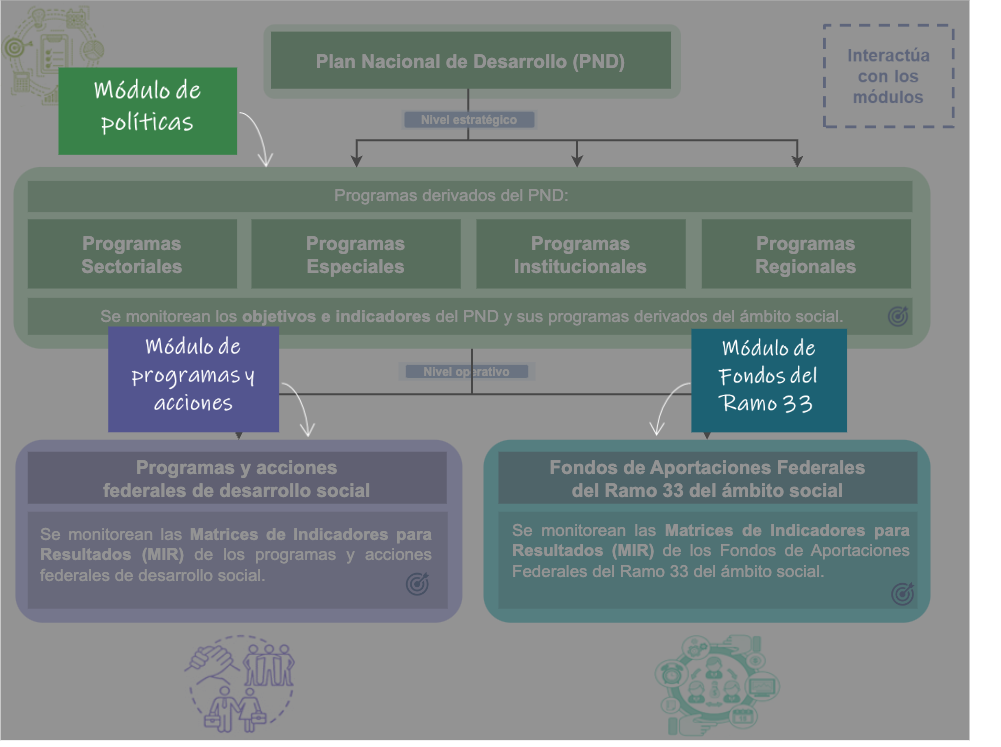 Plan Nacional de Desarrollo (PND)
Interactúa
con los
módulos
Módulo de
políticas
Nivel estratégico
Programas derivados del PND:
Programas
Sectoriales
Programas
Especiales
Programas
Institucionales
Programas
Regionales
Se monitorean los objetivos e indicadores del PND y sus programas derivados del ámbito social.
Módulo de
programas y
acciones
Nivel operativo
Módulo de
Fondos del
Ramo 33
Programas y acciones
federales de desarrollo social
Se monitorean las Matrices de Indicadores para
Resultados (MIR) de los programas y acciones
federales de desarrollo social.
Fondos de Aportaciones Federales
del Ramo 33 del ámbito social
Se monitorean las Matrices de Indicadores para
Resultados (MIR) de los Fondos de Aportaciones
Federales del Ramo 33 del ámbito social.